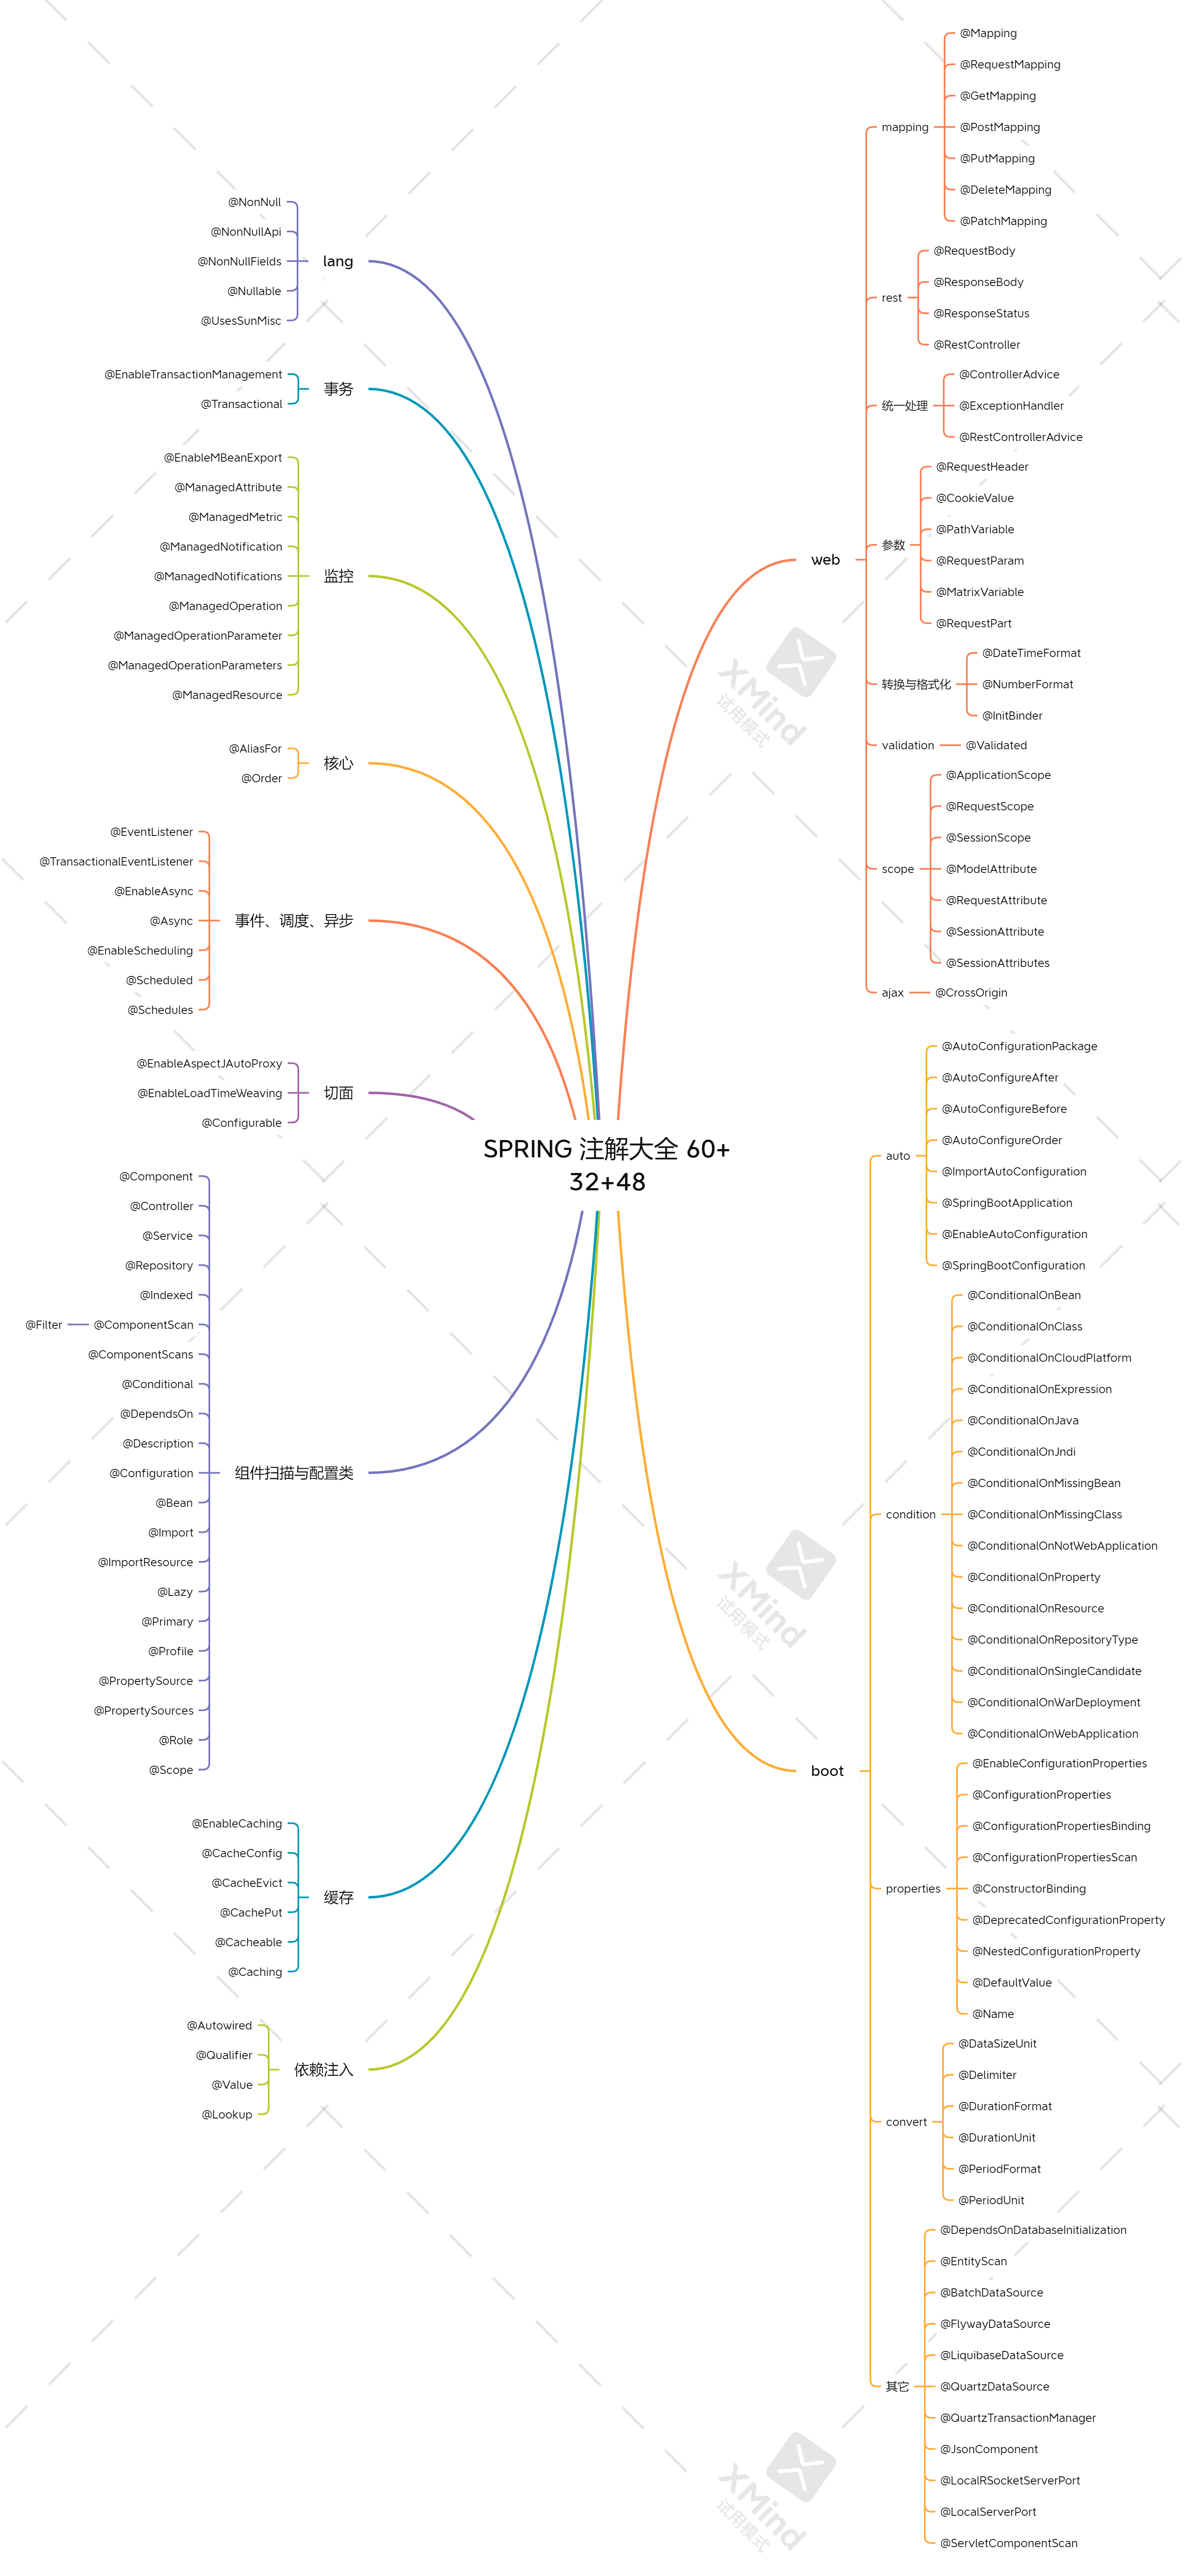 SPRING 注解大全 60+
32+48
web
mapping
@Mapping
@RequestMapping
@GetMapping
@PostMapping
@PutMapping
@DeleteMapping
@PatchMapping
rest
@RequestBody
@ResponseBody
@ResponseStatus
@RestController
统一处理
@ControllerAdvice
@ExceptionHandler
@RestControllerAdvice
参数
@RequestHeader
@CookieValue
@PathVariable
@RequestParam
@MatrixVariable
@RequestPart
转换与格式化
@DateTimeFormat
@NumberFormat
@InitBinder
validation
@Validated
scope
@ApplicationScope
@RequestScope
@SessionScope
@ModelAttribute
@RequestAttribute
@SessionAttribute
@SessionAttributes
ajax
@CrossOrigin
boot
auto
@AutoConfigurationPackage
@AutoConfigureAfter
@AutoConfigureBefore
@AutoConfigureOrder
@ImportAutoConfiguration
@SpringBootApplication
@EnableAutoConfiguration
@SpringBootConfiguration
condition
@ConditionalOnBean
@ConditionalOnClass
@ConditionalOnCloudPlatform
@ConditionalOnExpression
@ConditionalOnJava
@ConditionalOnJndi
@ConditionalOnMissingBean
@ConditionalOnMissingClass
@ConditionalOnNotWebApplication
@ConditionalOnProperty
@ConditionalOnResource
@ConditionalOnRepositoryType
@ConditionalOnSingleCandidate
@ConditionalOnWarDeployment
@ConditionalOnWebApplication
properties
@EnableConfigurationProperties
@ConfigurationProperties
@ConfigurationPropertiesBinding
@ConfigurationPropertiesScan
@ConstructorBinding
@DeprecatedConfigurationProperty
@NestedConfigurationProperty
@DefaultValue
@Name
convert
@DataSizeUnit
@Delimiter
@DurationFormat
@DurationUnit
@PeriodFormat
@PeriodUnit
其它
@DependsOnDatabaseInitialization
@EntityScan
@BatchDataSource
@FlywayDataSource
@LiquibaseDataSource
@QuartzDataSource
@QuartzTransactionManager
@JsonComponent
@LocalRSocketServerPort
@LocalServerPort
@ServletComponentScan
lang
@NonNull
@NonNullApi
@NonNullFields
@Nullable
@UsesSunMisc
事务
@EnableTransactionManagement
@Transactional
监控
@EnableMBeanExport
@ManagedAttribute
@ManagedMetric
@ManagedNotification
@ManagedNotifications
@ManagedOperation
@ManagedOperationParameter
@ManagedOperationParameters
@ManagedResource
核心
@AliasFor
@Order
事件、调度、异步
@EventListener
@TransactionalEventListener
@EnableAsync
@Async
@EnableScheduling
@Scheduled
@Schedules
切面
@EnableAspectJAutoProxy
@EnableLoadTimeWeaving
@Configurable
组件扫描与配置类
@Component
@Controller
@Service
@Repository
@Indexed
@ComponentScan
@Filter
@ComponentScans
@Conditional
@DependsOn
@Description
@Configuration
@Bean
@Import
@ImportResource
@Lazy
@Primary
@Profile
@PropertySource
@PropertySources
@Role
@Scope
缓存
@EnableCaching
@CacheConfig
@CacheEvict
@CachePut
@Cacheable
@Caching
依赖注入
@Autowired
@Qualifier
@Value
@Lookup
XMind
试用模式
XMind
试用模式
XMind
试用模式